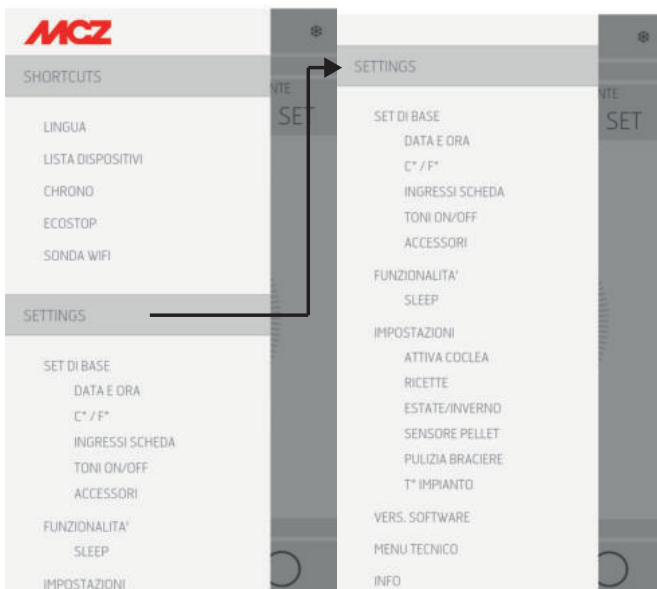 MCZ
SHORTCUTS
LINGUA
LISTA DISPOSITIVI
CHRONO
ECOSTOP
SONDA WIFI
SETTINGS
SET DI BASE
DATA E ORA
C° / F°
INGRESSI SCHEDA
TONI ON/OFF
ACCESSORI
FUNZIONALITA'
SLEEP
IMPOSTAZIONI
NTE
SET
SETTINGS
SET DI BASE
DATA E ORA
C° / F°
INGRESSI SCHEDA
TONI ON/OFF
ACCESSORI
FUNZIONALITA'
SLEEP
IMPOSTAZIONI
ATTIVA COCLEA
RICETTE
ESTATE/INVERNO
SENSORE PELLET
PULIZIA BRACIERE
T° IMPIANTO
VERS. SOFTWARE
MENU TECNICO
INFO
NTE
SET